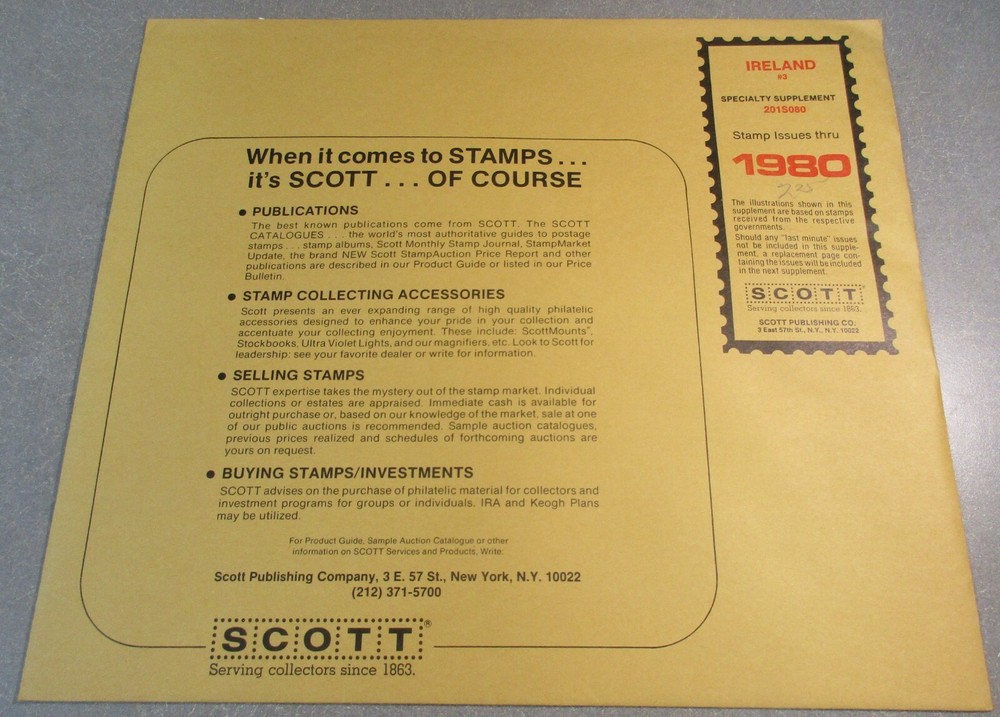 When it comes to STAMPS...
it's SCOTT... OF COURSE
● PUBLICATIONS
The best known publications come from SCOTT. The SCOTT
CATALOGUES.... the world's most authoritative guides to postage
stamps... stamp albums, Scott Monthly Stamp Journal, StampMarket
Update, the brand NEW Scott StampAuction Price Report and other
publications are described in our Product Guide or listed in our Price
Bulletin.
● STAMP COLLECTING ACCESSORIES
Scott presents an ever expanding range of high quality philatelic
accessories designed to enhance your pride in your collection and
accentuate your collecting enjoyment. These include: ScottMounts,
Stockbooks, Ultra Violet Lights, and our magnifiers, etc. Look to Scott for
leadership: see your favorite dealer or write for information.
● SELLING STAMPS
SCOTT expertise takes the mystery out of the stamp market. Individual
collections or estates are appraised. Immediate cash is available for
outright purchase or, based on our knowledge of the market, sale at one
of our public auctions is recommended. Sample auction catalogues,
previous prices realized and schedules of forthcoming auctions are
yours on request.
● BUYING STAMPS/INVESTMENTS
SCOTT advises on the purchase of philatelic material for collectors and
investment programs for groups or individuals. IRA and Keogh Plans
may be utilized.
For Product Guide, Sample Auction Catalogue or other
information on SCOTT Services and Products, Write:
Scott Publishing Company, 3 E. 57 St., New York, N.Y. 10022
(212) 371-5700
SCOTT®
Serving collectors since 1863.
IRELAND
#3
SPECIALTY SUPPLEMENT
201S080
Stamp Issues thru
1980
2 25
The illustrations shown in this
supplement are based on stamps
received from the respective
governments.
Should any "last minute" issues
not be included in this supple-
ment, a replacement page con-
taining the issues will be included
in the next supplement.
SCOTT
Serving collectors since 1863.
SCOTT PUBLISHING CO.
3 East 57th St., N.Y., N.Y. 10022